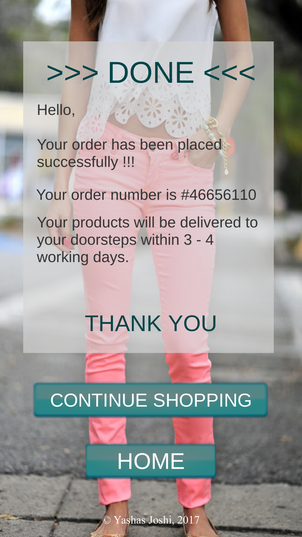 >>> DONE <<<
Hello,
Your order has been placed
successfully !!!
Your order number is #46656110
Your products will be delivered to
your doorsteps within 3 - 4
working days.
THANK YOU
CONTINUE SHOPPING
HOME
© Yashas Joshi, 2017